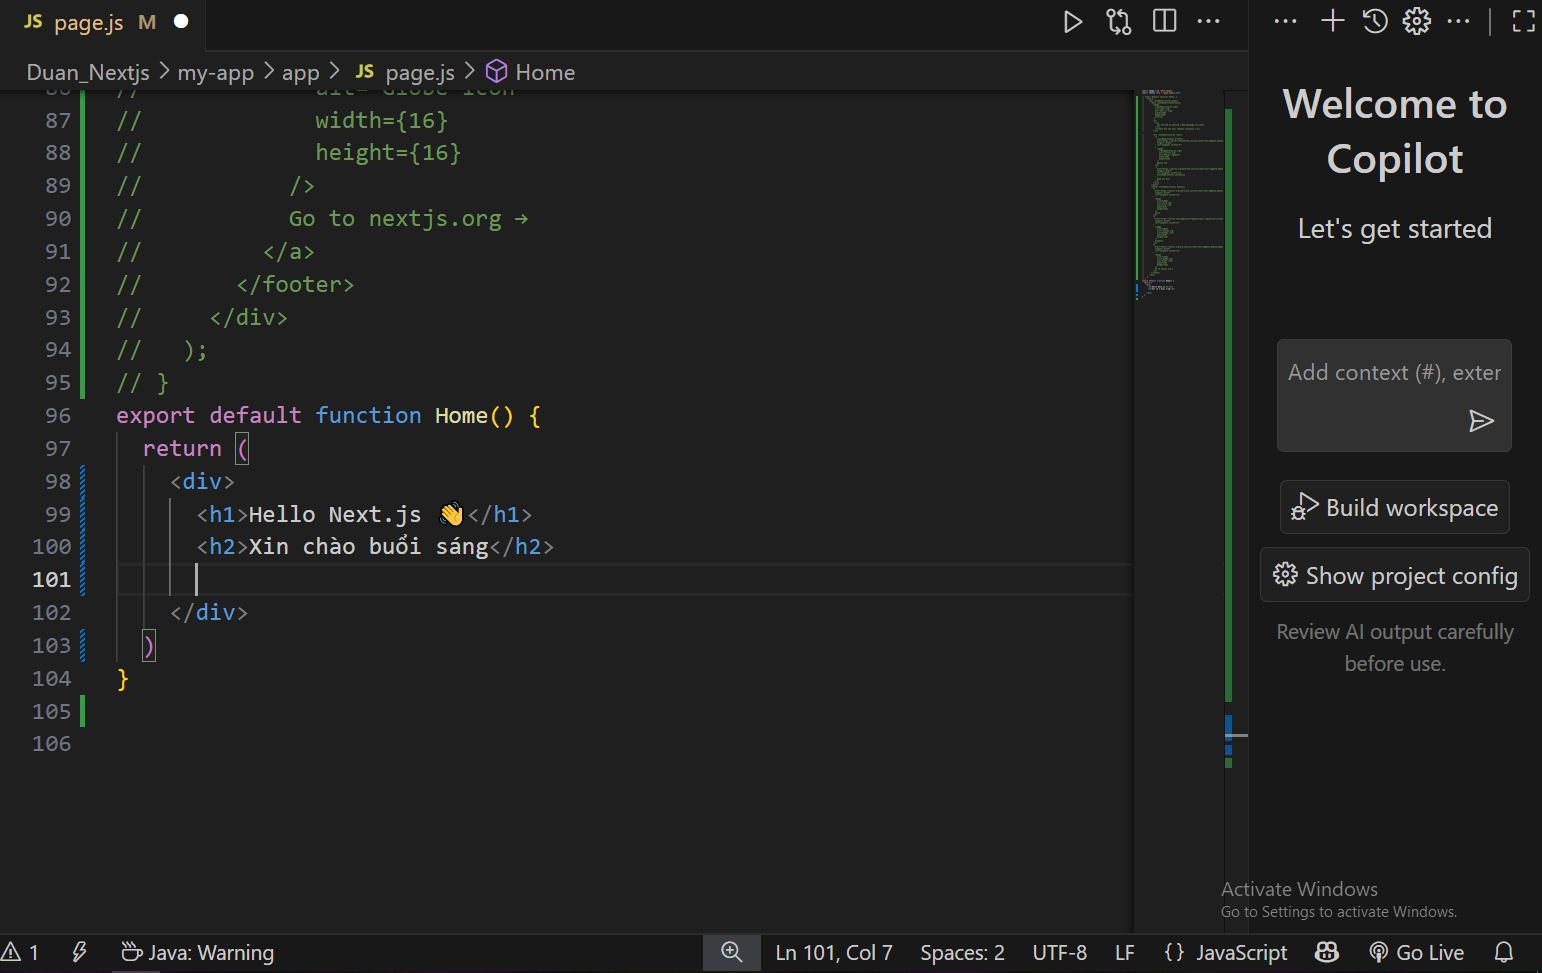 JS page.js M
Duan_Nextjs > my-app > app > JS page.js > Home
87 // width={16}
88 // height={16}
89 // />
90 // Go to nextjs.org →
91 // </a>
92 // </footer>
93 // </div>
94 // );
95 // }
96 export default function Home() {
97 return (
98 <div>
99 <h1>Hello Next.js 👋</h1>
100 <h2>Xin chào buổi sáng</h2>
101
102 </div>
103 )
104 }
105
106
Welcome to
Copilot
Let's get started
Add context (#), exter
Build workspace
Show project config
Review AI output carefully
before use.
Activate Windows
Go to Settings to activate Windows.
1 Java: Warning Ln 101, Col 7 Spaces: 2 UTF-8 LF {} JavaScript Go Live